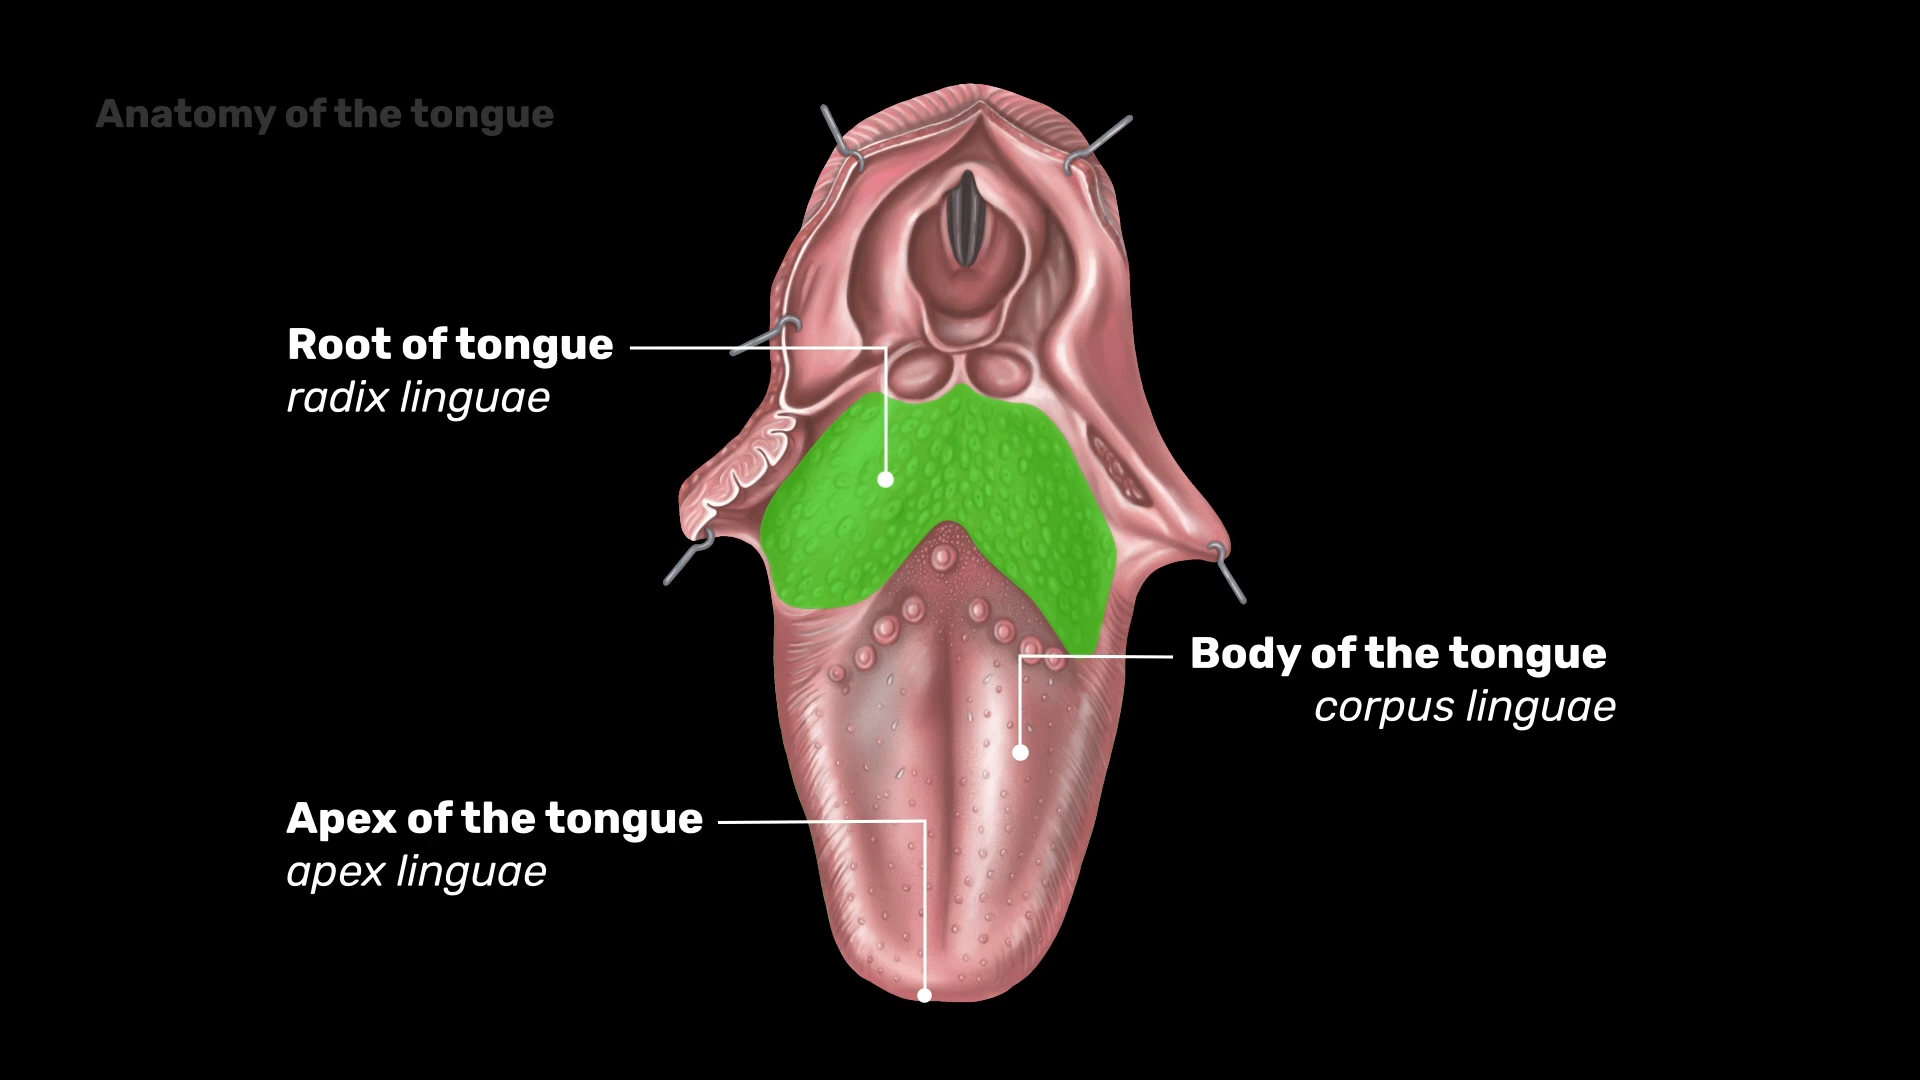 Anatomy of the tongue
Root of tongue
radix linguae
Body of the tongue
corpus linguae
Apex of the tongue
apex linguae